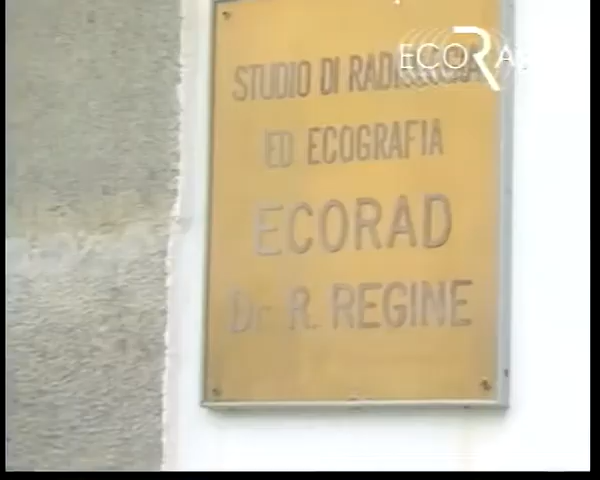 STUDIO DI RADIOLOGIA
ED ECOGRAFIA
ECORAD
Dr R. REGINE